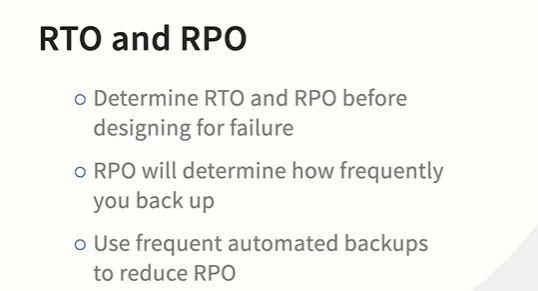 RTO and RPO
Determine RTO and RPO before
designing for failure
RPO will determine how frequently
you back up
Use frequent automated backups
to reduce RPO